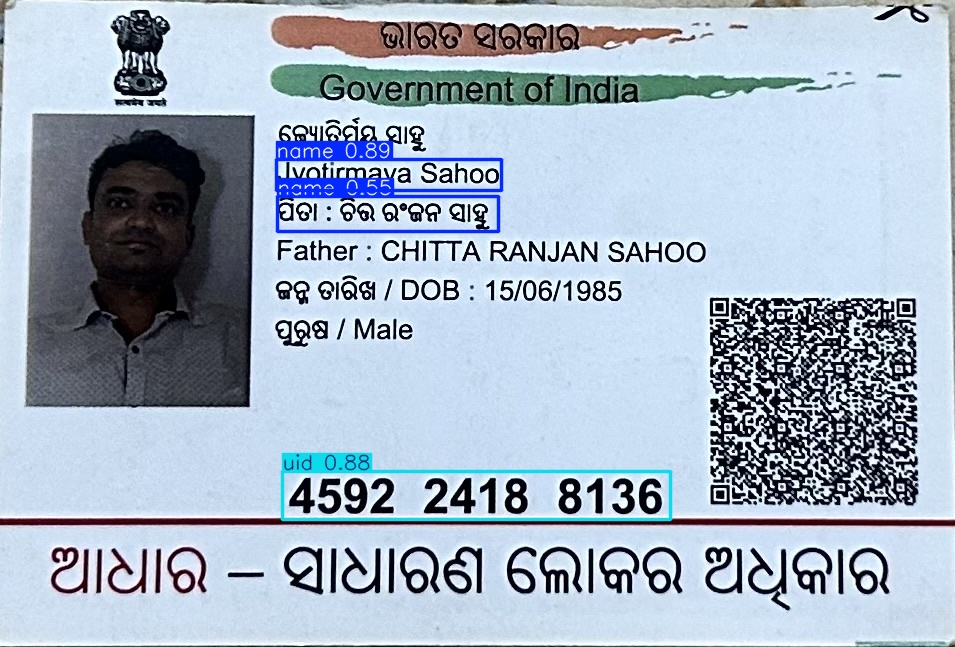 ଭାରତ ସରକାର
Government of India
सत्यमेव जयते
ଜ୍ୟୋତିର୍ମୟ ସାହୁ
name 0.89
Jyotirmaya Sahoo
name 0.55
ପିତା : ଚିତ୍ତ ରଂଜନ ସାହୁ
Father : CHITTA RANJAN SAHOO
ଜନ୍ମ ତାରିଖ / DOB : 15/06/1985
ପୁରୁଷ / Male
uid 0.88
4592 2418 8136
ଆଧାର – ସାଧାରଣ ଲୋକର ଅଧିକାର